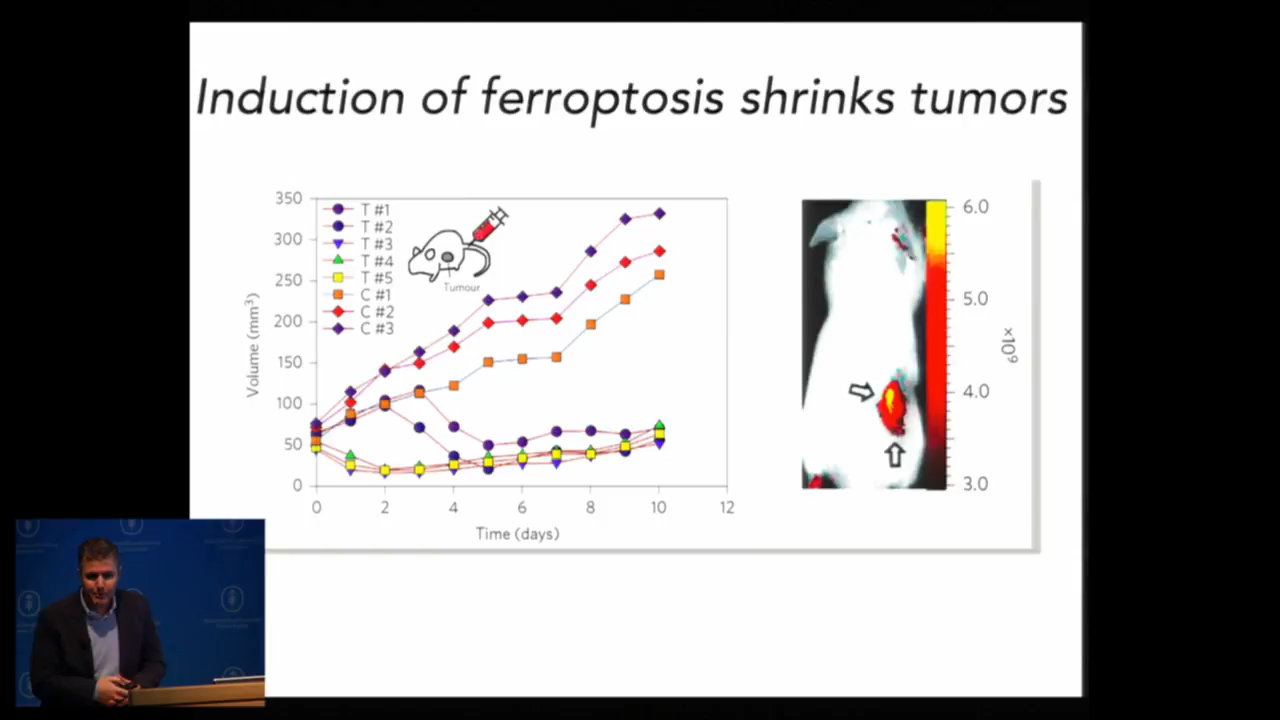 Induction of ferroptosis shrinks tumors
350
300
250
200
150
100
50
0
Volume (mm³)
T #1
T #2
T #3
T #4
T #5
C #1
C #2
C #3
Tumour
0 2 4 6 8 10 12
Time (days)
6.0
5.0
4.0
3.0
×10⁹